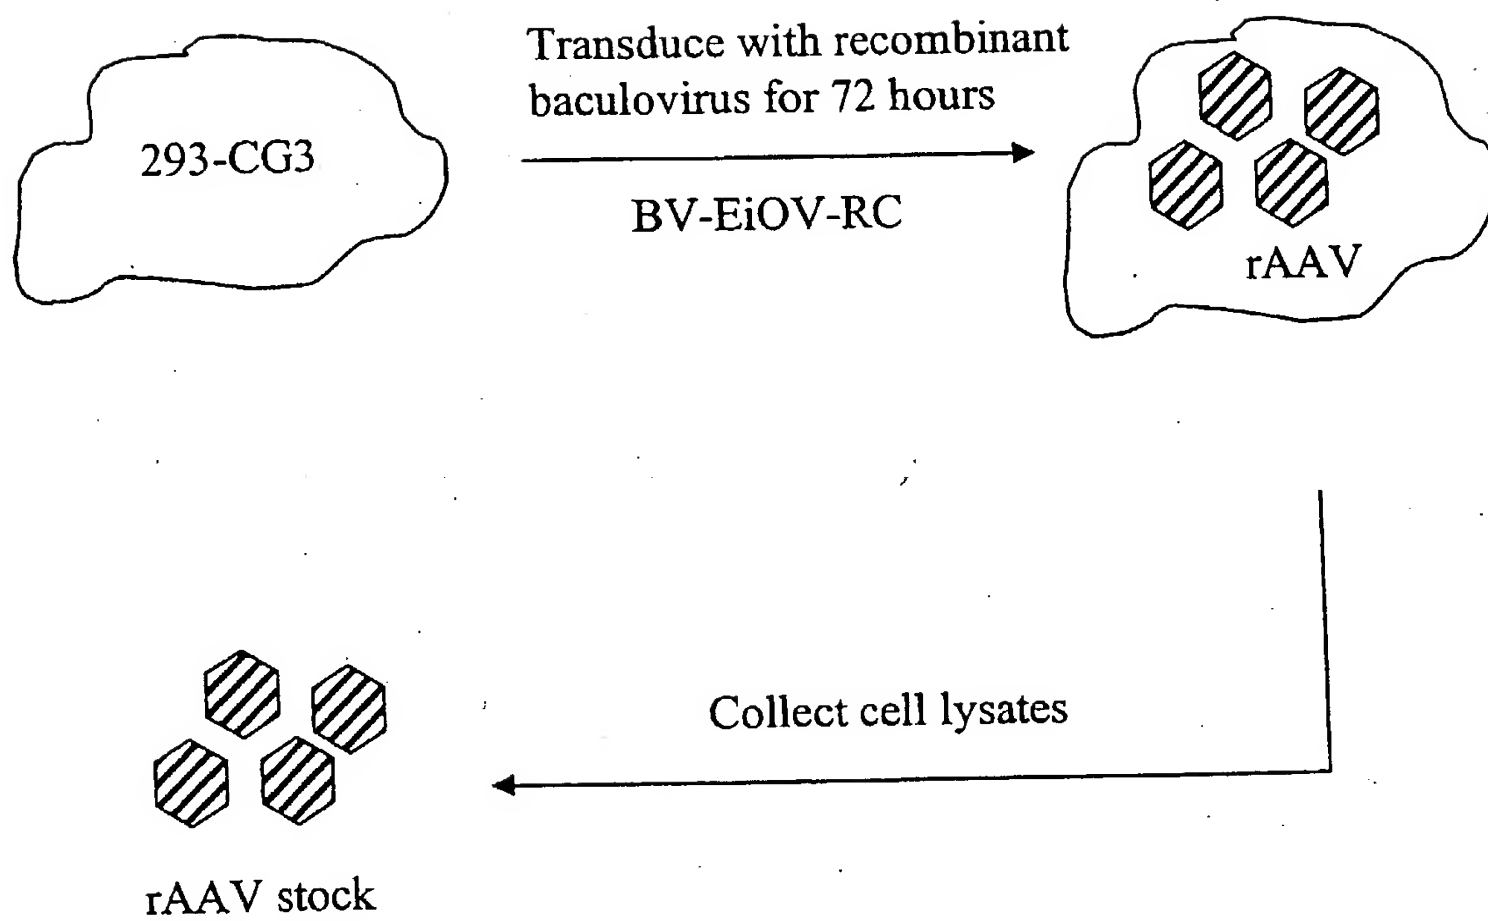 Transduce with recombinant
baculovirus for 72 hours
293-CG3
BV-EiOV-RC
rAAV
Collect cell lysates
rAAV stock